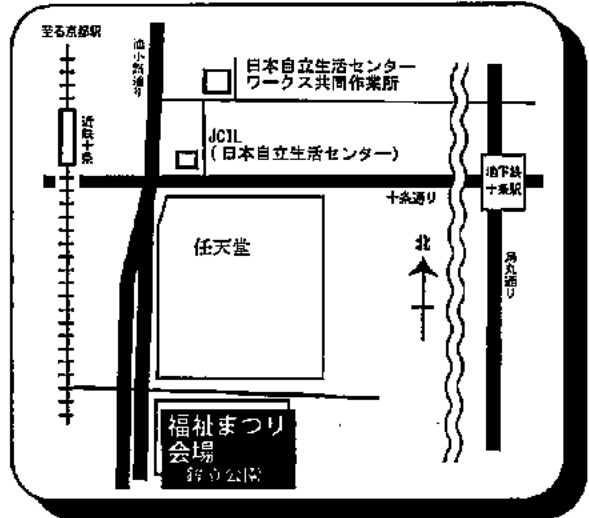 至る京都駅
油小路通り
日本自立生活センター
ワークス共同作業所
近鉄十条
JCIL
(日本自立生活センター)
地下鉄
十条駅
十条通り
任天堂
北
烏丸通り
福祉まつり
会場